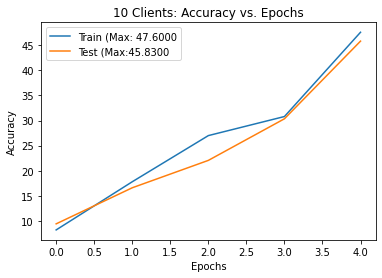 10 Clients: Accuracy vs. Epochs
Train (Max: 47.6000
Test (Max:45.8300
Accuracy
45
40
35
30
25
20
15
10
0.0 0.5 1.0 1.5 2.0 2.5 3.0 3.5 4.0
Epochs